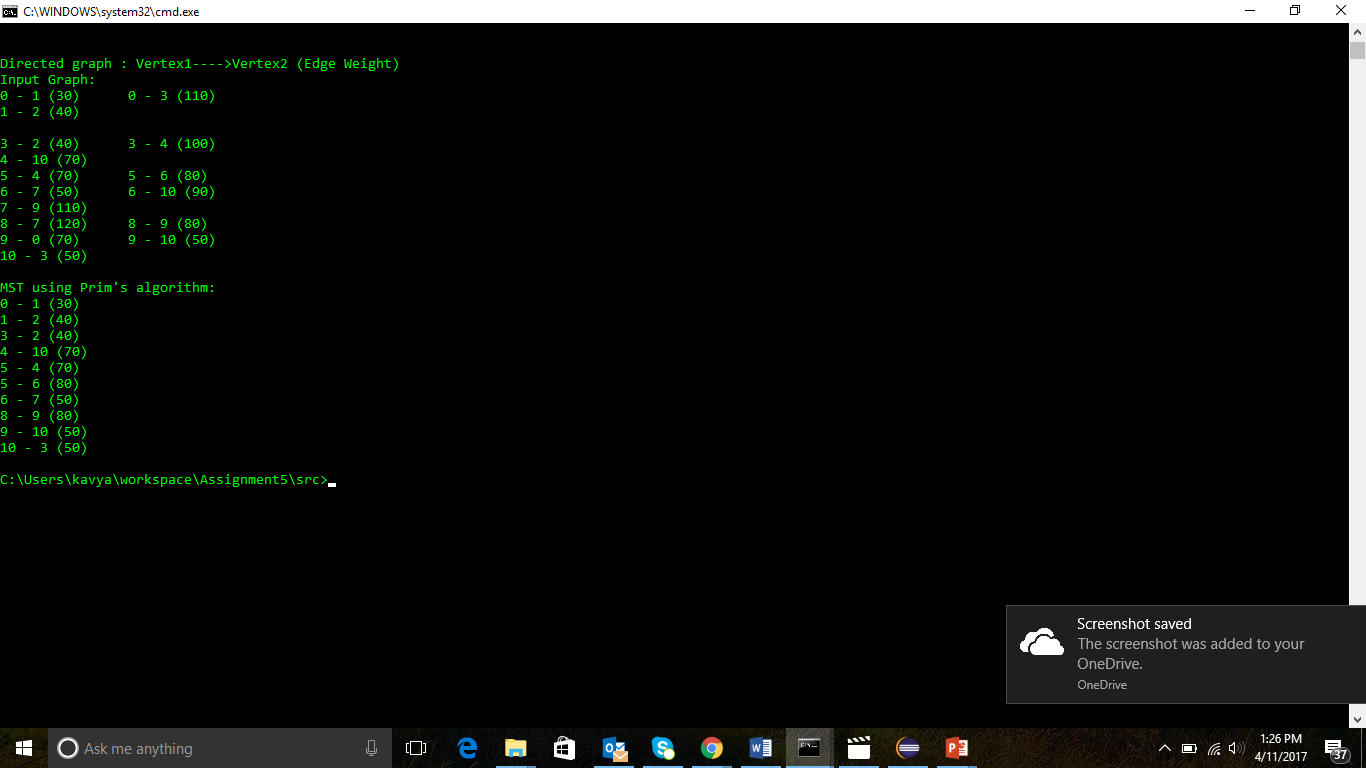 C:\WINDOWS\system32\cmd.exe
Directed graph : Vertex1---->Vertex2 (Edge Weight)
Input Graph:
0 - 1 (30)      0 - 3 (110)
1 - 2 (40)
3 - 2 (40)      3 - 4 (100)
4 - 10 (70)
5 - 4 (70)      5 - 6 (80)
6 - 7 (50)      6 - 10 (90)
7 - 9 (110)
8 - 7 (120)     8 - 9 (80)
9 - 0 (70)      9 - 10 (50)
10 - 3 (50)
MST using Prim's algorithm:
0 - 1 (30)
1 - 2 (40)
3 - 2 (40)
4 - 10 (70)
5 - 4 (70)
5 - 6 (80)
6 - 7 (50)
8 - 9 (80)
9 - 10 (50)
10 - 3 (50)
C:\Users\kavya\workspace\Assignment5\src>
Screenshot saved
The screenshot was added to your
OneDrive.
OneDrive
Ask me anything
1:26 PM
4/11/2017
37